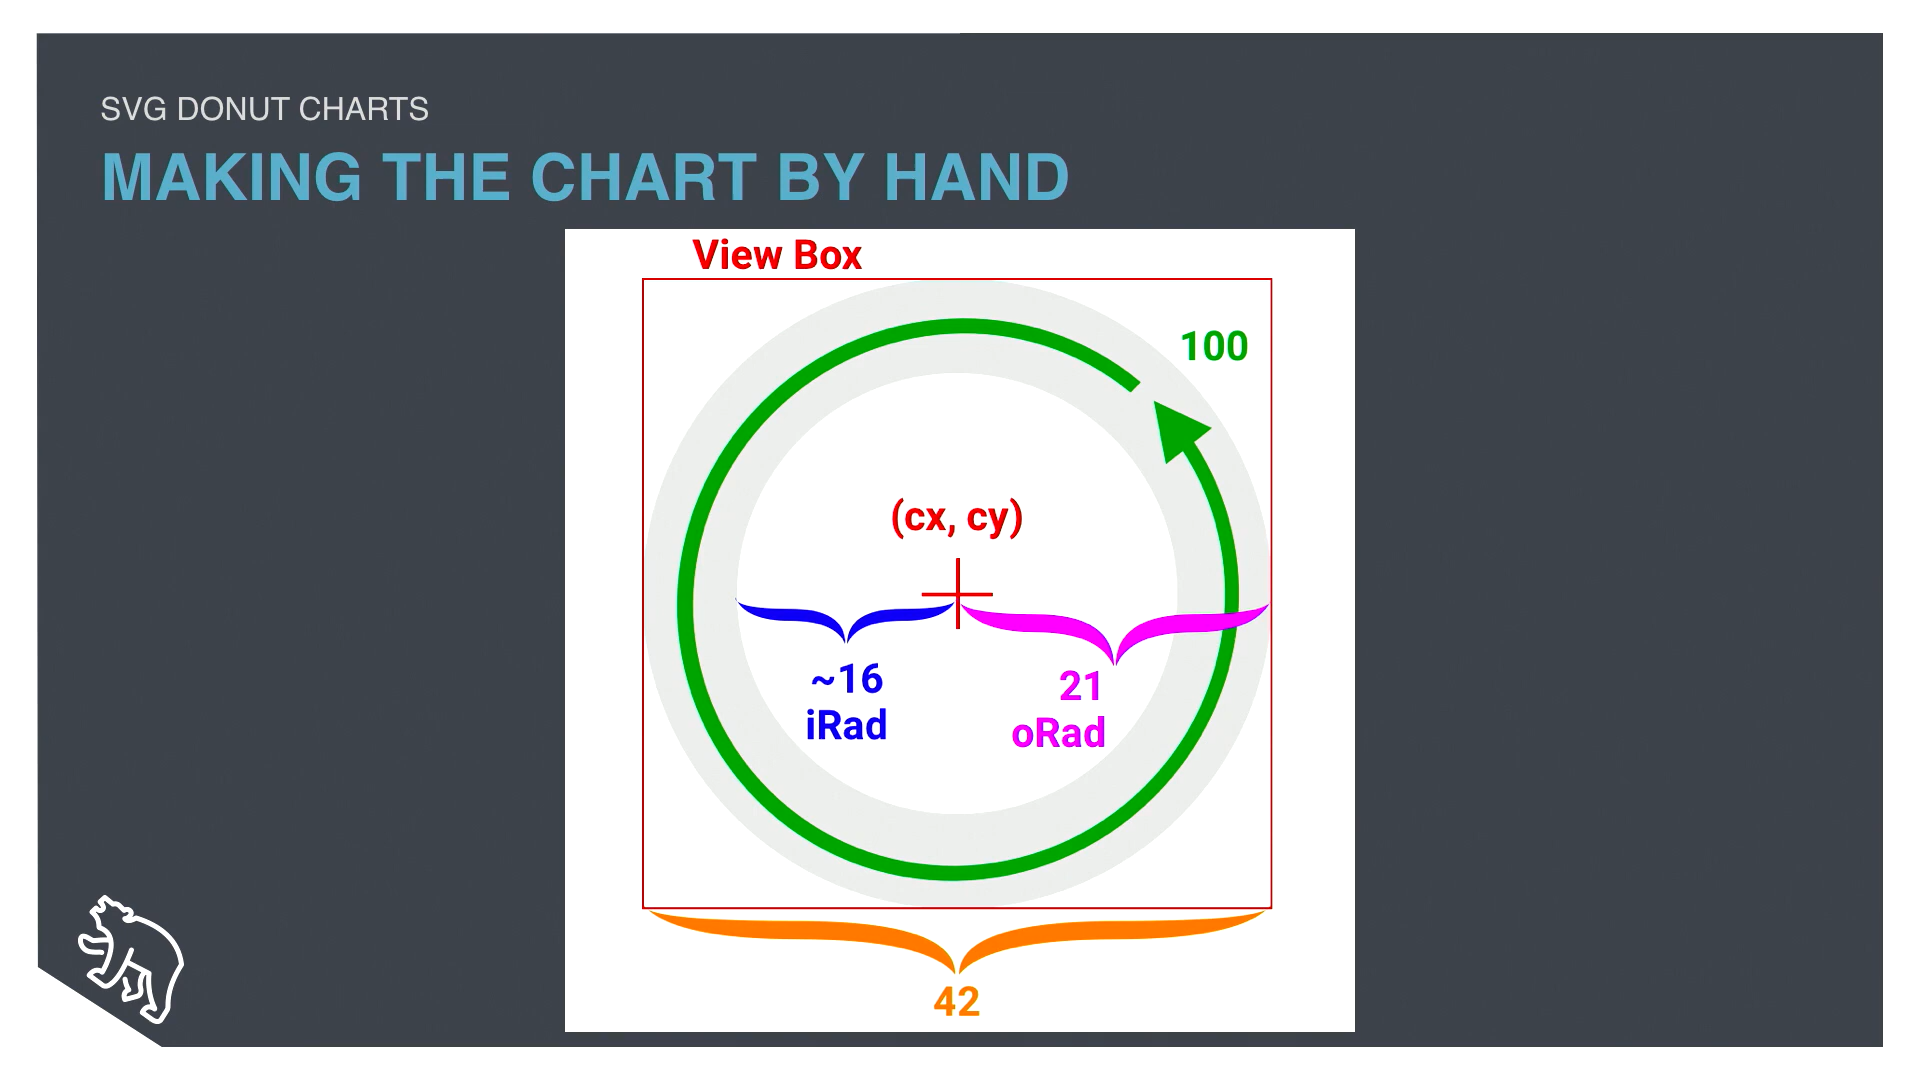 SVG DONUT CHARTS
MAKING THE CHART BY HAND
View Box
100
(cx, cy)
~16
iRad
21
oRad
42